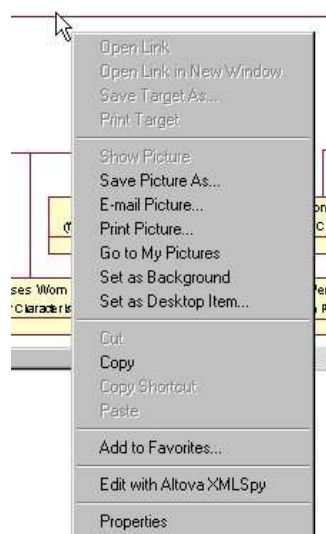 Open Link
Open Link in New Window
Save Target As...
Print Target
Show Picture
Save Picture As...
E-mail Picture...
Print Picture...
Go to My Pictures
Set as Background
Set as Desktop Item...
Cut
Copy
Copy Shortcut
Paste
Add to Favorites...
Edit with Altova XMLSpy
Properties
ses Worn